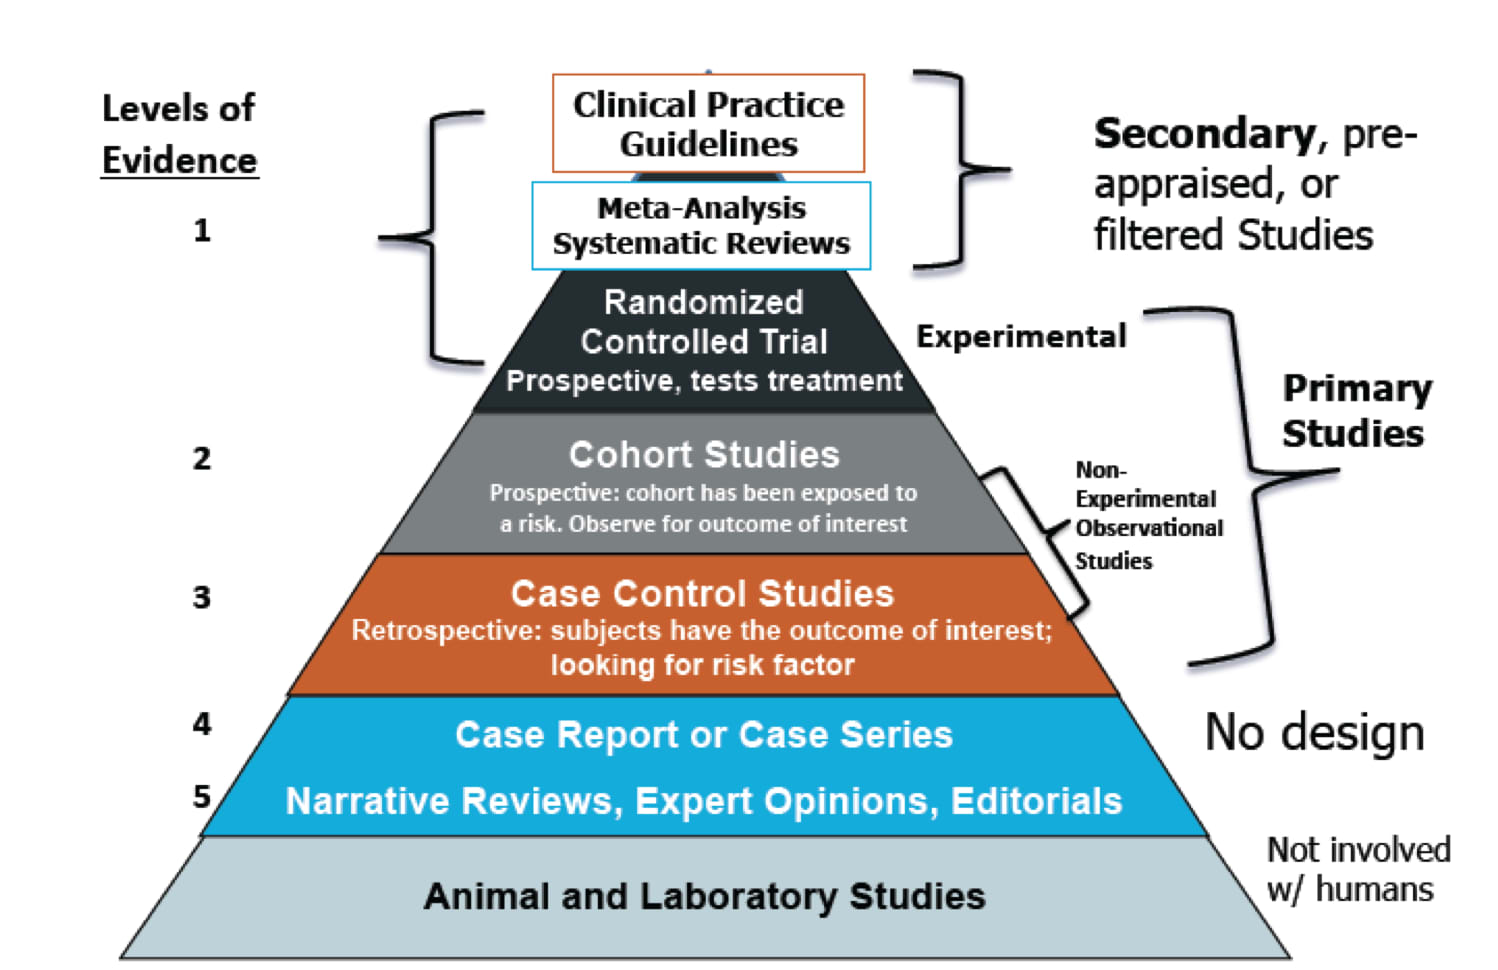 Levels of
Evidence
1
2
3
4
5
Clinical Practice
Guidelines
Meta-Analysis
Systematic Reviews
Randomized
Controlled Trial
Prospective, tests treatment
Cohort Studies
Prospective: cohort has been exposed to
a risk. Observe for outcome of interest
Case Control Studies
Retrospective: subjects have the outcome of interest;
looking for risk factor
Case Report or Case Series
Narrative Reviews, Expert Opinions, Editorials
Animal and Laboratory Studies
Secondary, pre-
appraised, or
filtered Studies
Experimental
Primary
Studies
Non-
Experimental
Observational
Studies
No design
Not involved
w/ humans